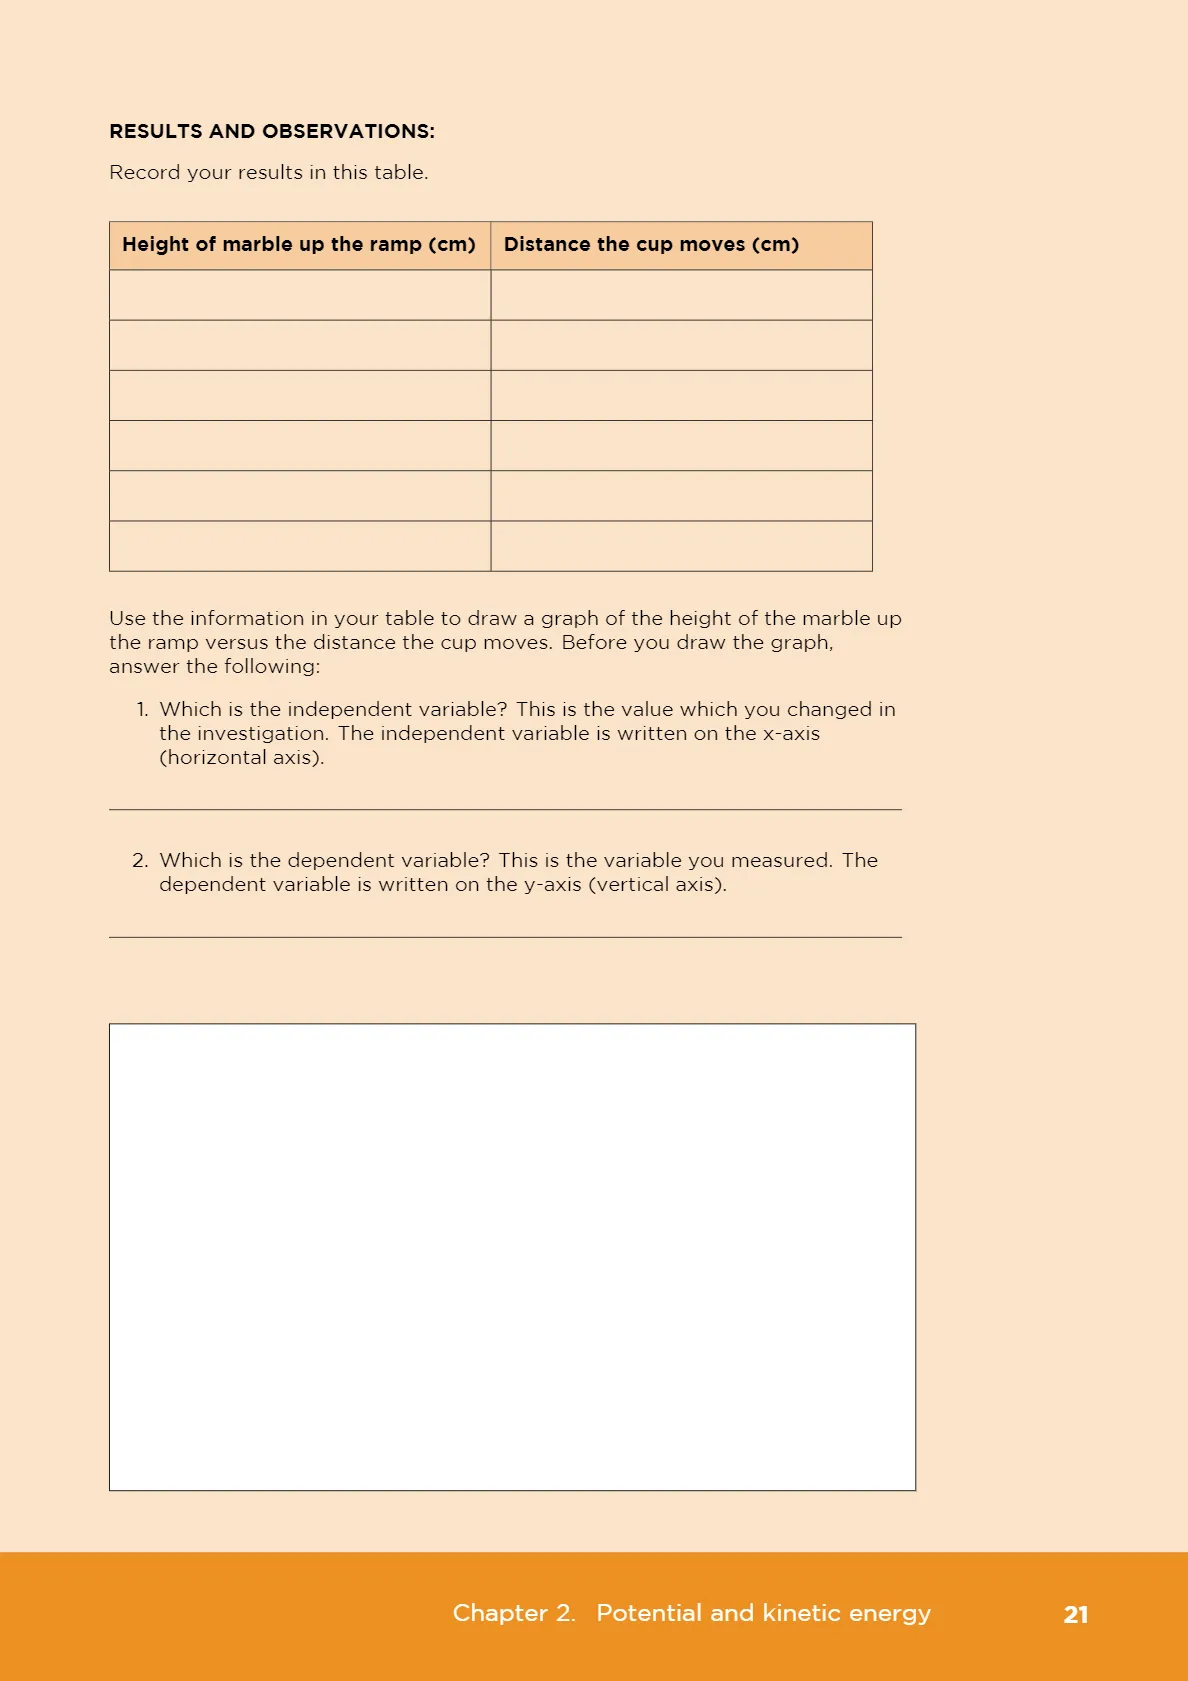 RESULTS AND OBSERVATIONS:
Record your results in this table.
Height of marble up the ramp (cm) Distance the cup moves (cm)
Use the information in your table to draw a graph of the height of the marble up
the ramp versus the distance the cup moves. Before you draw the graph,
answer the following:
1. Which is the independent variable? This is the value which you changed in
the investigation. The independent variable is written on the x-axis
(horizontal axis).
2. Which is the dependent variable? This is the variable you measured. The
dependent variable is written on the y-axis (vertical axis).
Chapter 2. Potential and kinetic energy 21